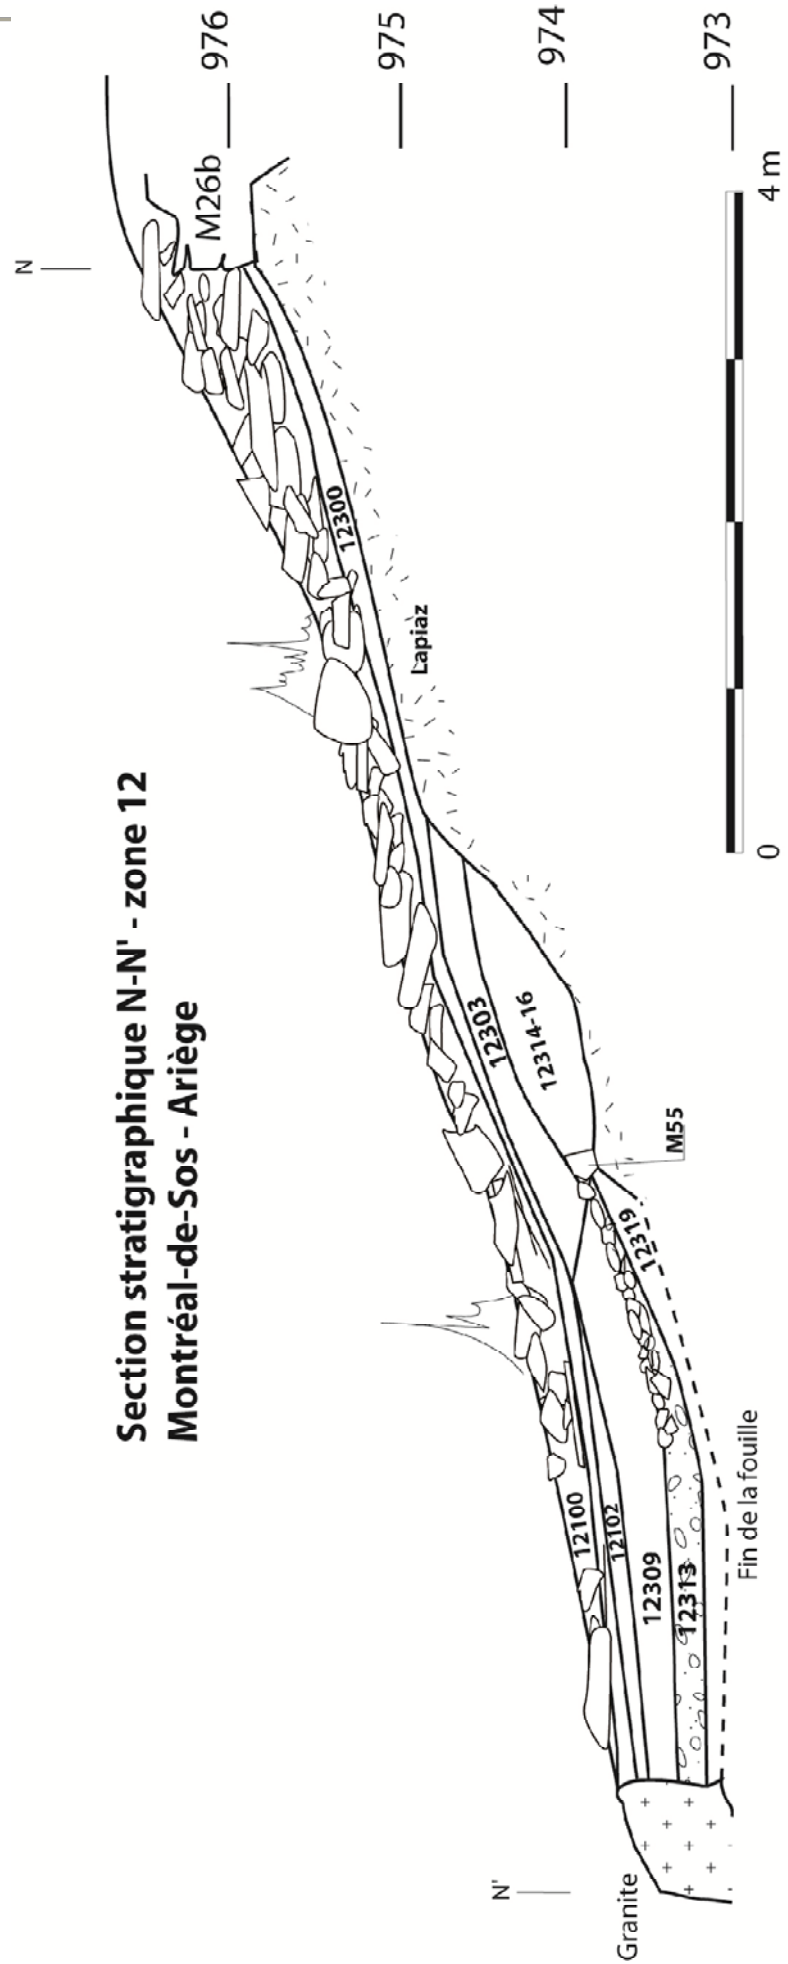 Section stratigraphique N-N' - zone 12
Montréal-de-Sos - Ariège
N'
N
976
975
974
973
M26b
12300
Lapiaz
12303
12314-16
M55
12319
12100
12102
12309
12313
Fin de la fouille
Granite
0
4 m